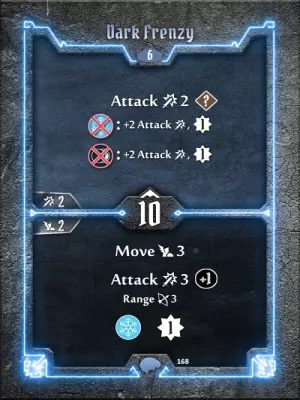 Dark Frenzy
6
Attack 2 ?
: +2 Attack , 1
: +2 Attack , 1
2
10
2
Move 3
Attack 3 +1
Range 3
1
168